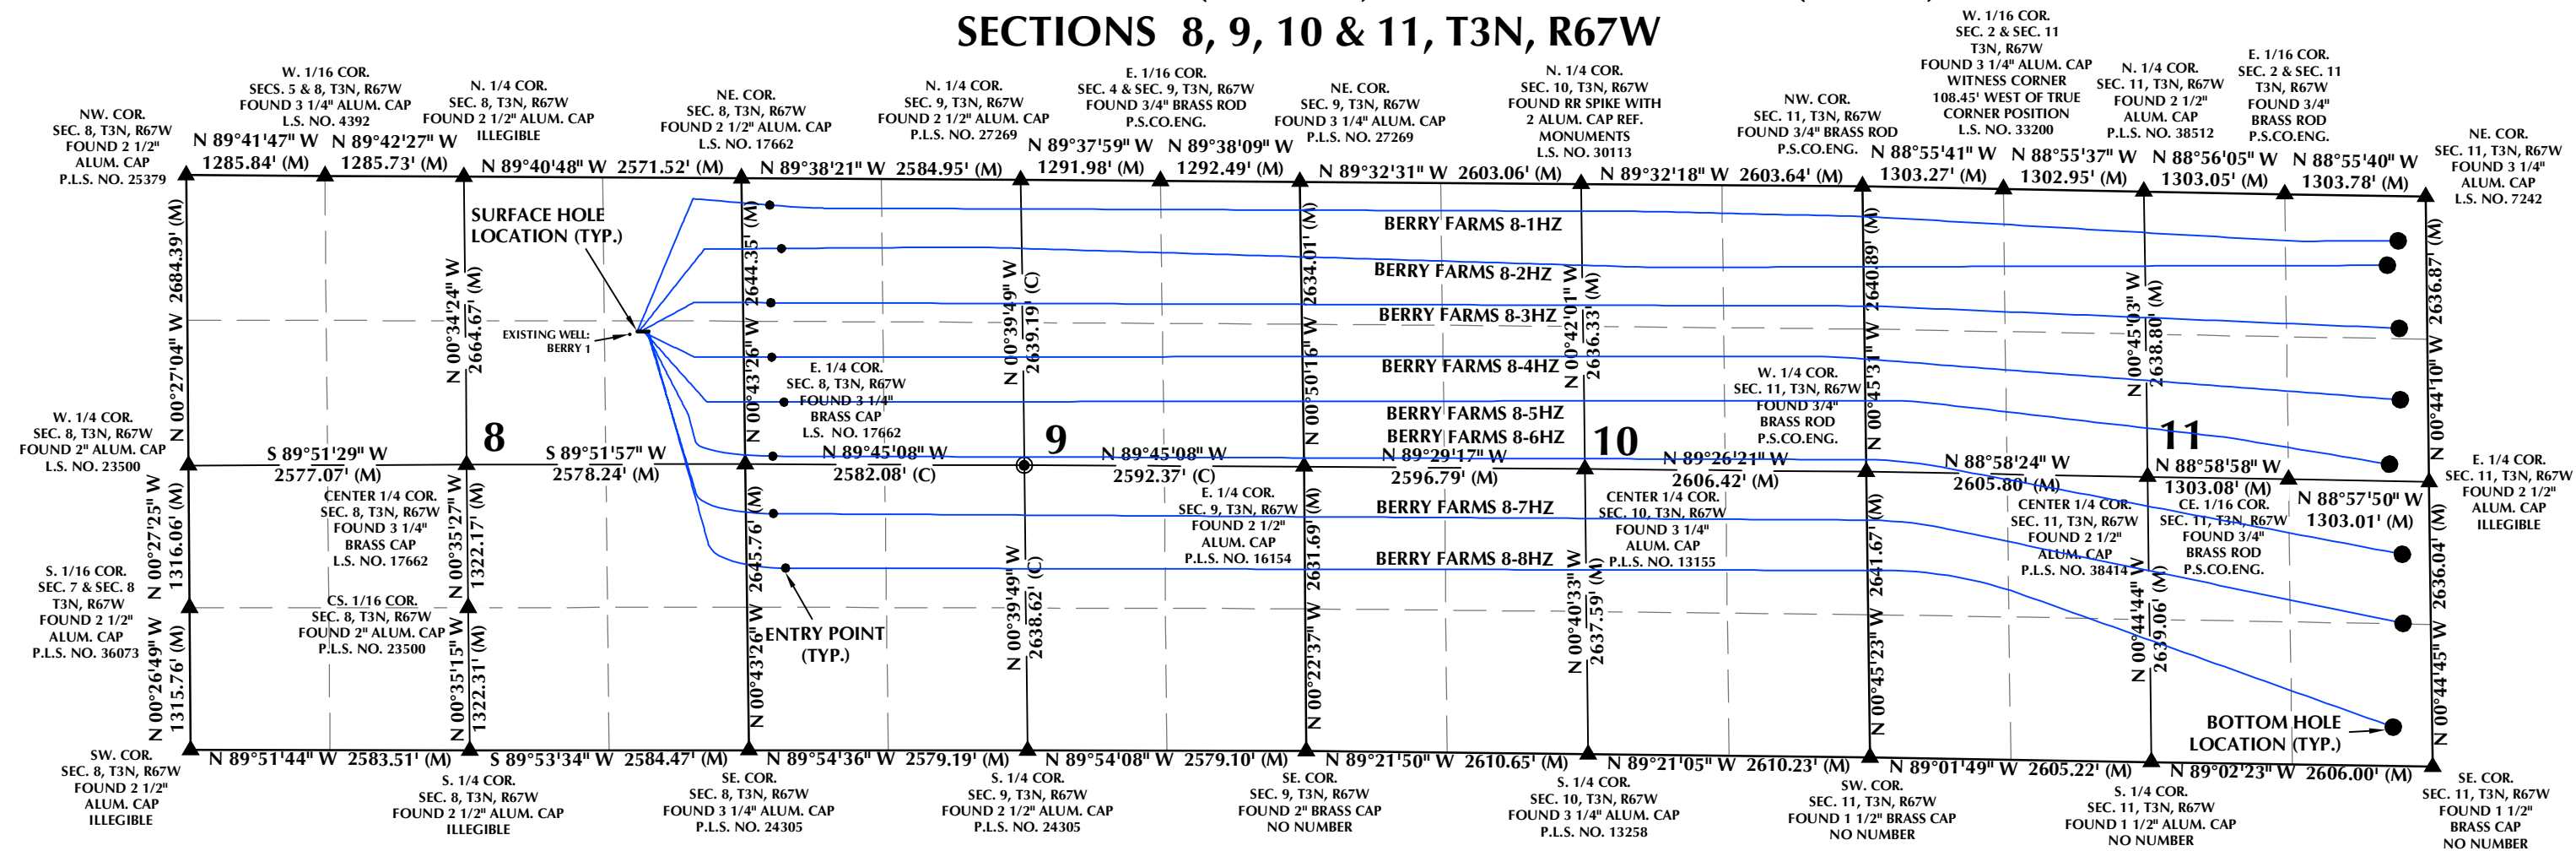 SECTIONS 8, 9, 10 & 11, T3N, R67W
NW. COR.
SEC. 8, T3N, R67W
FOUND 2 1/2"
ALUM. CAP
P.L.S. NO. 25379
W. 1/16 COR.
SECS. 5 & 8, T3N, R67W
FOUND 3 1/4" ALUM. CAP
L.S. NO. 4392
N. 1/4 COR.
SEC. 8, T3N, R67W
FOUND 2 1/2" ALUM. CAP
ILLEGIBLE
NE. COR.
SEC. 8, T3N, R67W
FOUND 2 1/2" ALUM. CAP
L.S. NO. 17662
N. 1/4 COR.
SEC. 9, T3N, R67W
FOUND 2 1/2" ALUM. CAP
P.L.S. NO. 27269
E. 1/16 COR.
SEC. 4 & SEC. 9, T3N, R67W
FOUND 3/4" BRASS ROD
P.S.CO.ENG.
NE. COR.
SEC. 9, T3N, R67W
FOUND 3 1/4" ALUM. CAP
P.L.S. NO. 27269
N. 1/4 COR.
SEC. 10, T3N, R67W
FOUND RR SPIKE WITH
2 ALUM. CAP REF.
MONUMENTS
L.S. NO. 30113
NW. COR.
SEC. 11, T3N, R67W
FOUND 3/4" BRASS ROD
P.S.CO.ENG.
W. 1/16 COR.
SEC. 2 & SEC. 11
T3N, R67W
FOUND 3 1/4" ALUM. CAP
WITNESS CORNER
108.45' WEST OF TRUE
CORNER POSITION
L.S. NO. 33200
N. 1/4 COR.
SEC. 11, T3N, R67W
FOUND 2 1/2"
ALUM. CAP
P.L.S. NO. 38512
E. 1/16 COR.
SEC. 2 & SEC. 11
T3N, R67W
FOUND 3/4"
BRASS ROD
P.S.CO.ENG.
NE. COR.
SEC. 11, T3N, R67W
FOUND 3 1/4"
ALUM. CAP
L.S. NO. 7242
N 89°41'47" W
1285.84' (M)
N 89°42'27" W
1285.73' (M)
N 89°40'48" W 2571.52' (M)
N 89°38'21" W 2584.95' (M)
N 89°37'59" W
1291.98' (M)
N 89°38'09" W
1292.49' (M)
N 89°32'31" W 2603.06' (M)
N 89°32'18" W 2603.64' (M)
N 88°55'41" W
1303.27' (M)
N 88°55'37" W
1302.95' (M)
N 88°56'05" W
1303.05' (M)
N 88°55'40" W
1303.78' (M)
SURFACE HOLE
LOCATION (TYP.)
EXISTING WELL:
BERRY 1
BERRY FARMS 8-1HZ
BERRY FARMS 8-2HZ
BERRY FARMS 8-3HZ
BERRY FARMS 8-4HZ
BERRY FARMS 8-5HZ
BERRY FARMS 8-6HZ
BERRY FARMS 8-7HZ
BERRY FARMS 8-8HZ
N 00°27'04" W 2684.39' (M)
N 00°34'24" W
2664.67' (M)
N 00°43'26" W 2644.35' (M)
N 00°39'49" W
2639.19' (C)
N 00°50'16" W 2634.01' (M)
N 00°42'01" W
2636.33' (M)
N 00°45'31" W 2640.89' (M)
N 00°45'03" W
2638.80' (M)
N 00°44'10" W 2636.87' (M)
W. 1/4 COR.
SEC. 8, T3N, R67W
FOUND 2" ALUM. CAP
L.S. NO. 23500
E. 1/4 COR.
SEC. 8, T3N, R67W
FOUND 3 1/4"
BRASS CAP
L.S. NO. 17662
W. 1/4 COR.
SEC. 11, T3N, R67W
FOUND 3/4"
BRASS ROD
P.S.CO.ENG.
8
9
10
11
S 89°51'29" W
2577.07' (M)
S 89°51'57" W
2578.24' (M)
N 89°45'08" W
2582.08' (C)
N 89°45'08" W
2592.37' (C)
N 89°29'17" W
2596.79' (M)
N 89°26'21" W
2606.42' (M)
N 88°58'24" W
2605.80' (M)
N 88°58'58" W
1303.08' (M)
N 88°57'50" W
1303.01' (M)
E. 1/4 COR.
SEC. 11, T3N, R67W
FOUND 2 1/2"
ALUM. CAP
ILLEGIBLE
CENTER 1/4 COR.
SEC. 8, T3N, R67W
FOUND 3 1/4"
BRASS CAP
L.S. NO. 17662
E. 1/4 COR.
SEC. 9, T3N, R67W
FOUND 2 1/2"
ALUM. CAP
P.L.S. NO. 16154
CENTER 1/4 COR.
SEC. 10, T3N, R67W
FOUND 3 1/4"
ALUM. CAP
P.L.S. NO. 13155
CENTER 1/4 COR.
SEC. 11, T3N, R67W
FOUND 2 1/2"
ALUM. CAP
P.L.S. NO. 38414
CE. 1/16 COR.
SEC. 11, T3N, R67W
FOUND 3/4"
BRASS ROD
P.S.CO.ENG.
S. 1/16 COR.
SEC. 7 & SEC. 8
T3N, R67W
FOUND 2 1/2"
ALUM. CAP
P.L.S. NO. 36073
CS. 1/16 COR.
SEC. 8, T3N, R67W
FOUND 2" ALUM. CAP
P.L.S. NO. 23500
N 00°27'25" W
1316.06' (M)
N 00°26'49" W
1315.76' (M)
N 00°35'27" W
1322.17' (M)
N 00°35'15" W
1322.31' (M)
N 00°43'26" W 2645.76' (M)
N 00°39'49" W
2638.62' (C)
N 00°22'37" W 2631.69' (M)
N 00°40'33" W
2637.59' (M)
N 00°45'23" W 2641.67' (M)
N 00°44'44" W
2639.06' (M)
N 00°44'45" W 2636.04' (M)
ENTRY POINT
(TYP.)
BOTTOM HOLE
LOCATION (TYP.)
N 89°51'44" W 2583.51' (M)
S 89°53'34" W 2584.47' (M)
N 89°54'36" W 2579.19' (M)
N 89°54'08" W 2579.10' (M)
N 89°21'50" W 2610.65' (M)
N 89°21'05" W 2610.23' (M)
N 89°01'49" W 2605.22' (M)
N 89°02'23" W 2606.00' (M)
SW. COR.
SEC. 8, T3N, R67W
FOUND 2 1/2"
ALUM. CAP
ILLEGIBLE
S. 1/4 COR.
SEC. 8, T3N, R67W
FOUND 2 1/2" ALUM. CAP
ILLEGIBLE
SE. COR.
SEC. 8, T3N, R67W
FOUND 3 1/4" ALUM. CAP
P.L.S. NO. 24305
S. 1/4 COR.
SEC. 9, T3N, R67W
FOUND 2 1/2" ALUM. CAP
P.L.S. NO. 24305
SE. COR.
SEC. 9, T3N, R67W
FOUND 2" BRASS CAP
NO NUMBER
S. 1/4 COR.
SEC. 10, T3N, R67W
FOUND 3 1/4" ALUM. CAP
P.L.S. NO. 13258
SW. COR.
SEC. 11, T3N, R67W
FOUND 1 1/2" BRASS CAP
NO NUMBER
S. 1/4 COR.
SEC. 11, T3N, R67W
FOUND 1 1/2" ALUM. CAP
NO NUMBER
SE. COR.
SEC. 11, T3N, R67W
FOUND 1 1/2"
BRASS CAP
NO NUMBER